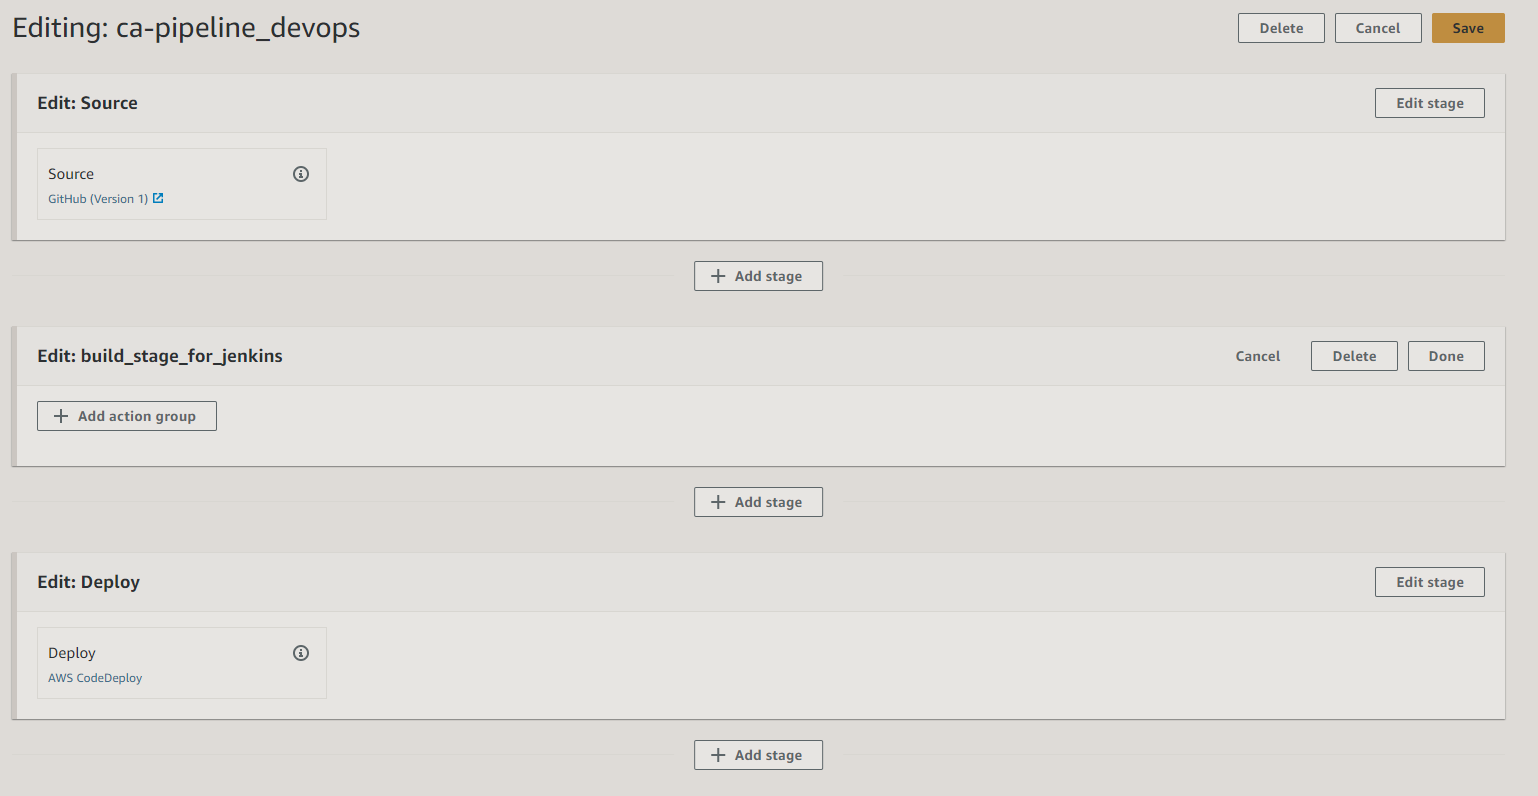 Editing: ca-pipeline_devops
Delete
Cancel
Save
Edit: Source
Edit stage
Source
GitHub (Version 1)
Add stage
Edit: build_stage_for_jenkins
Cancel
Delete
Done
Add action group
Add stage
Edit: Deploy
Edit stage
Deploy
AWS CodeDeploy
Add stage